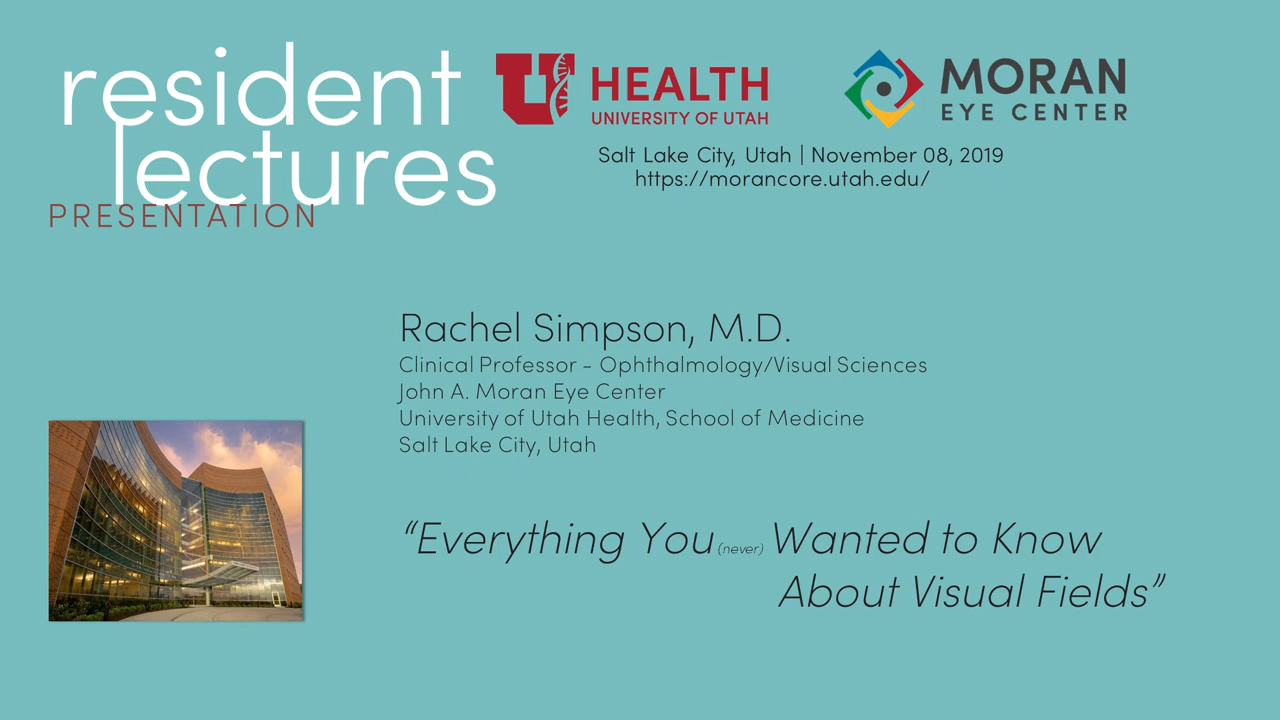 resident
lectures
PRESENTATION
U HEALTH
UNIVERSITY OF UTAH
MORAN
EYE CENTER
Salt Lake City, Utah | November 08, 2019
https://morancore.utah.edu/
Rachel Simpson, M.D.
Clinical Professor - Ophthalmology/Visual Sciences
John A. Moran Eye Center
University of Utah Health, School of Medicine
Salt Lake City, Utah
“Everything You (never) Wanted to Know
About Visual Fields”